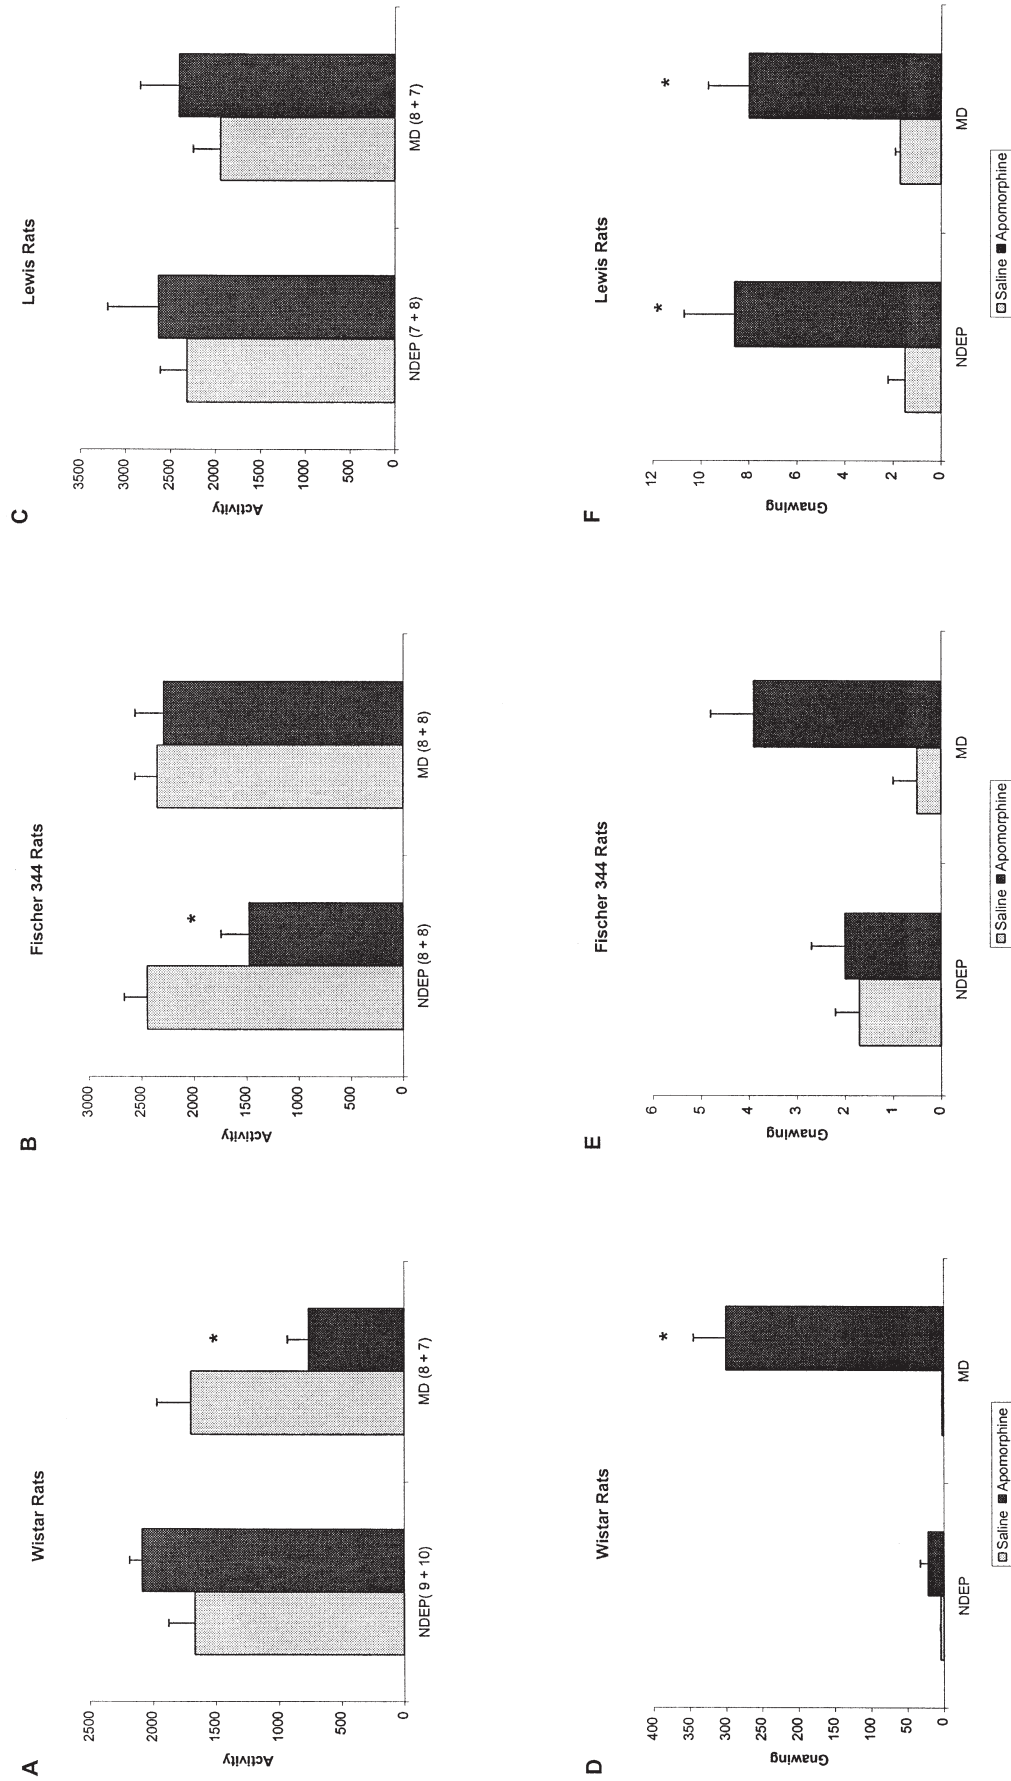 A
Wistar Rats
Activity
2500
2000
1500
1000
500
0
*
NDEP( 9 + 10)
MD (8 + 7)
B
Fischer 344 Rats
Activity
3000
2500
2000
1500
1000
500
0
*
NDEP (8 + 8)
MD (8 + 8)
C
Lewis Rats
Activity
3500
3000
2500
2000
1500
1000
500
0
NDEP (7 + 8)
MD (8 + 7)
D
Wistar Rats
Gnawing
400
350
300
250
200
150
100
50
0
*
NDEP
MD
Saline Apomorphine
E
Fischer 344 Rats
Gnawing
6
5
4
3
2
1
0
NDEP
MD
Saline Apomorphine
F
Lewis Rats
Gnawing
12
10
8
6
4
2
0
*
*
NDEP
MD
Saline Apomorphine